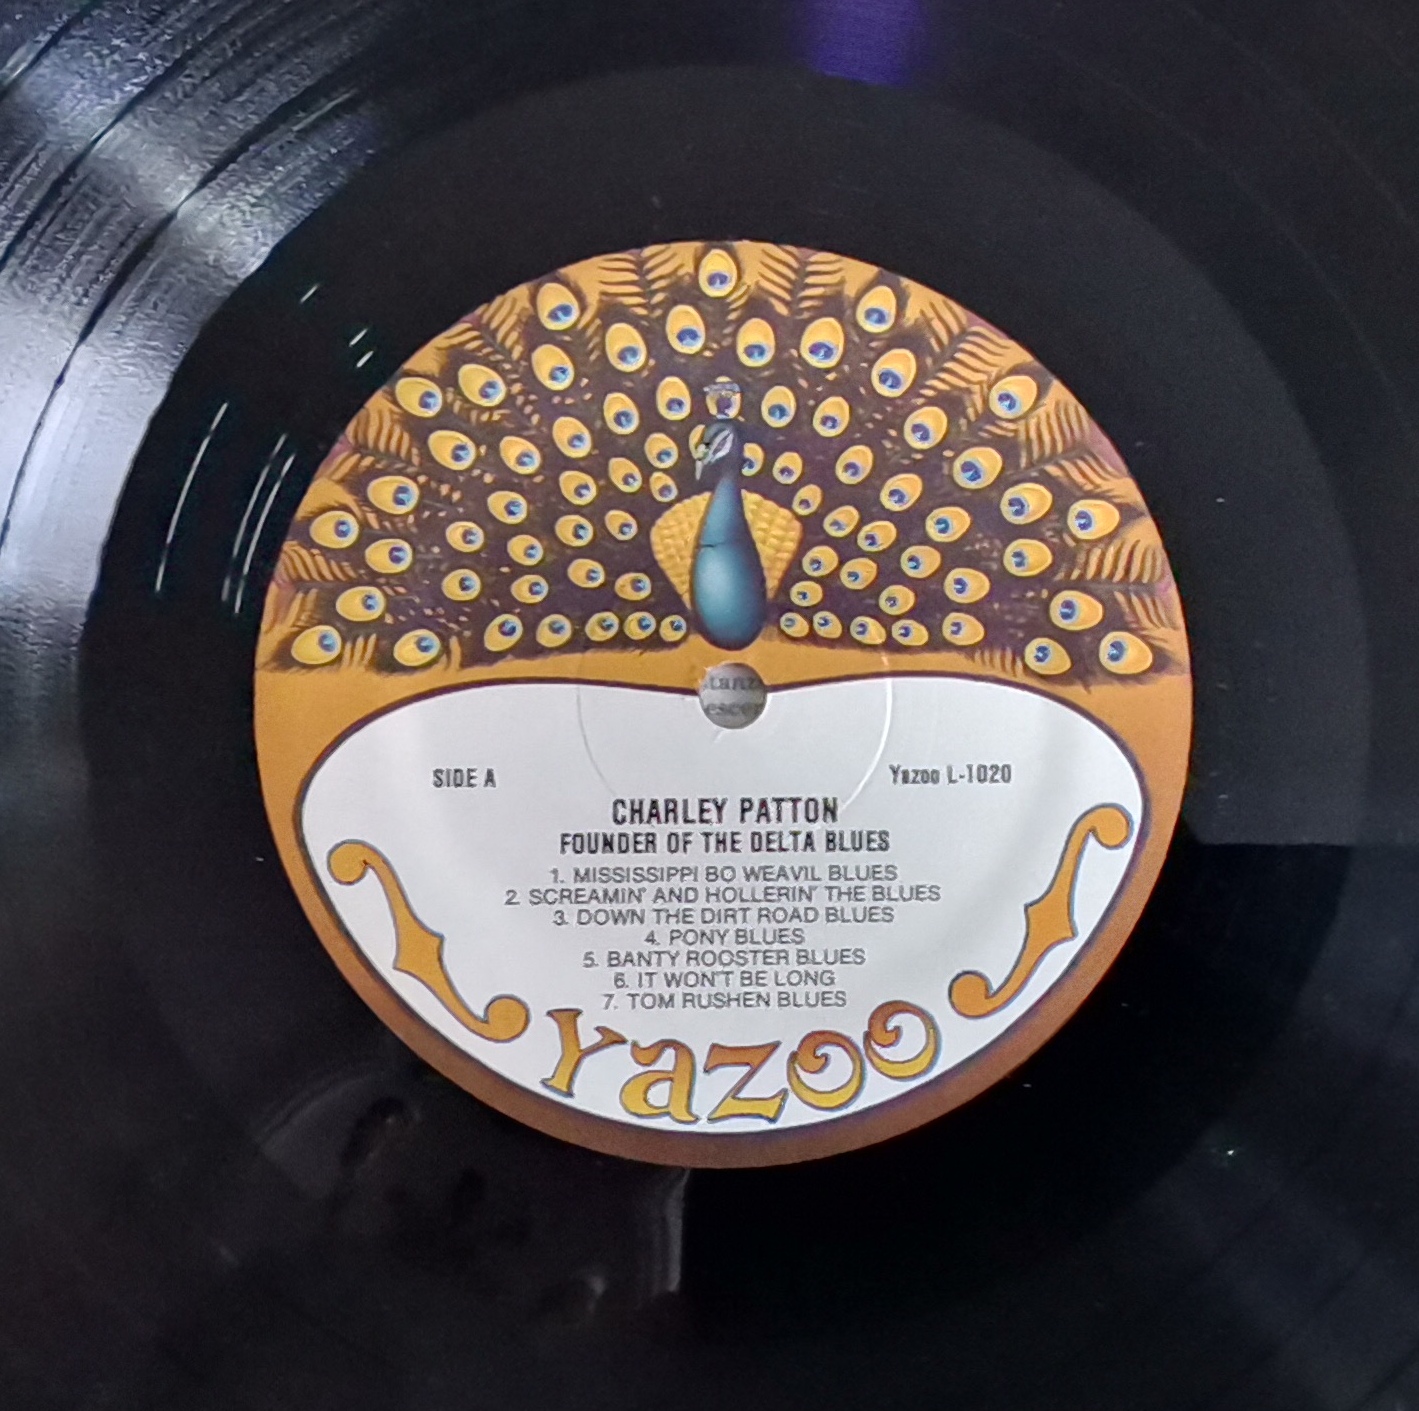 SIDE A
Yazoo L-1020
CHARLEY PATTON
FOUNDER OF THE DELTA BLUES
1. MISSISSIPPI BO WEAVIL BLUES
2. SCREAMIN' AND HOLLERIN' THE BLUES
3. DOWN THE DIRT ROAD BLUES
4. PONY BLUES
5. BANTY ROOSTER BLUES
6. IT WON'T BE LONG
7. TOM RUSHEN BLUES
Yazoo